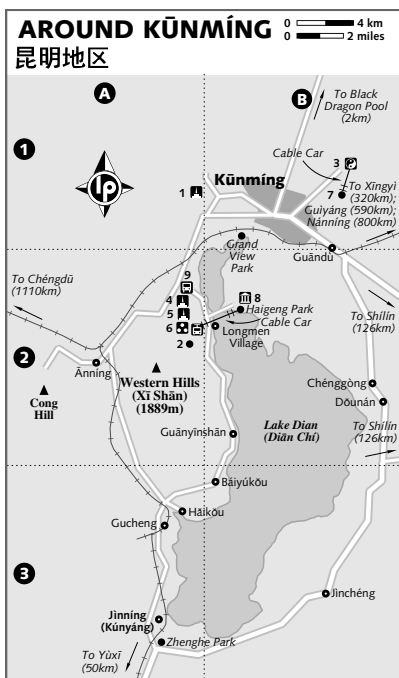 AROUND KŪNMÍNG
昆明地区
0 4 km
0 2 miles
A
B
1
To Black
Dragon Pool
(2km)
Cable Car
3
lp
1
Kūnmíng
7
To Xīngyì
(320km);
Guìyáng (590km);
Nánníng (800km)
Grand
View
Park
Guāndù
To Chéngdū
(1110km)
9
4
8
5
Haigeng Park
6
Cable Car
2
Longmen
Village
To Shílín
(126km)
2
Ānníng
Western Hills
(Xī Shān)
(1889m)
Chénggòng
Cong
Hill
Dǒunán
Lake Dian
(Diān Chí)
Guānyīnshān
To Shílín
(126km)
Báiyúkǒu
Hǎikǒu
Gucheng
3
Jìnchéng
Jìnníng
(Kúnyáng)
Zhenghe Park
To Yùxī
(50km)